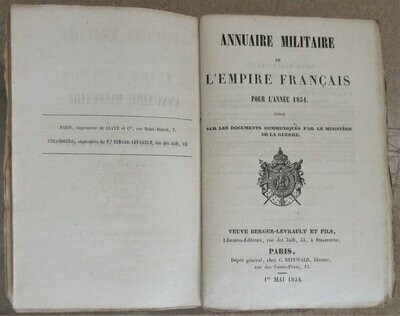 PARIS, imprimerie de CLAYE et Cie, rue Saint-Benoît, 7.
STRASBOURG, imprimerie de Ve BERGER-LEVRAULT, rue des Juifs, 33.
ANNUAIRE MILITAIRE
DE
L'EMPIRE FRANÇAIS
POUR L'ANNÉE 1854.
PUBLIÉ
SUR LES DOCUMENTS COMMUNIQUÉS PAR LE MINISTÈRE
DE LA GUERRE.
VEUVE BERGER-LEVRAULT ET FILS,
Libraires-Éditeurs, rue des Juifs, 33, à STRASBOURG;
PARIS,
Dépôt général, chez C. REINWALD, libraire,
rue des Saints-Pères, 15.
1er MAI 1854.